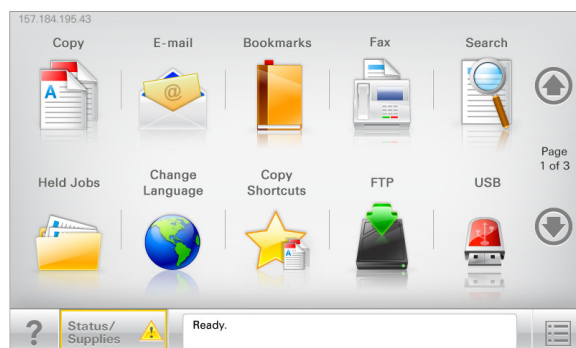 157.184.195.43
Copy
E-mail
Bookmarks
Fax
Search
A
@
Page
1 of 3
Held Jobs
Change
Language
Copy
Shortcuts
FTP
USB
?
Status/
Supplies
!
Ready.